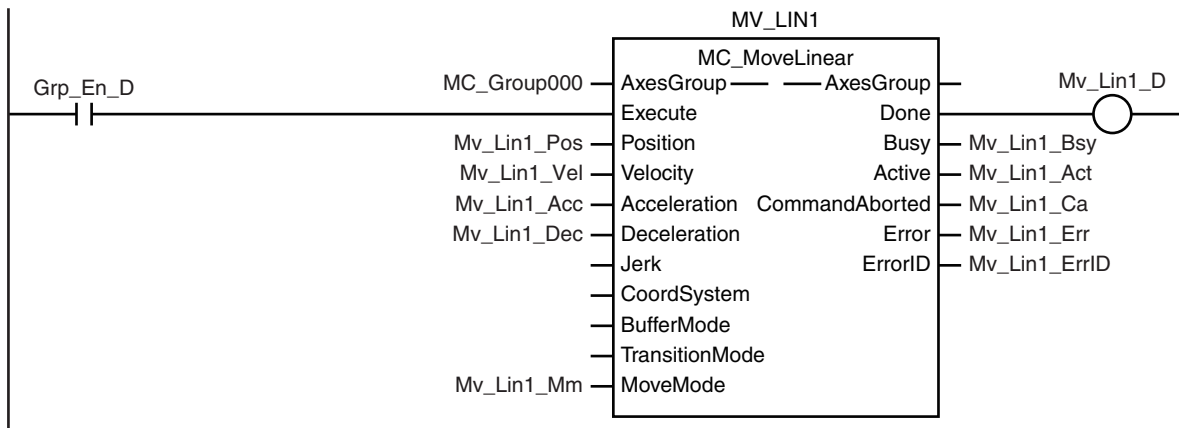 MV_LIN1
MC_MoveLinear
MC_Group000 AxesGroup AxesGroup
Grp_En_D Mv_Lin1_D
Execute Done
Mv_Lin1_Pos Position Busy Mv_Lin1_Bsy
Mv_Lin1_Vel Velocity Active Mv_Lin1_Act
Mv_Lin1_Acc Acceleration CommandAborted Mv_Lin1_Ca
Mv_Lin1_Dec Deceleration Error Mv_Lin1_Err
Jerk ErrorID Mv_Lin1_ErrID
CoordSystem
BufferMode
TransitionMode
Mv_Lin1_Mm MoveMode